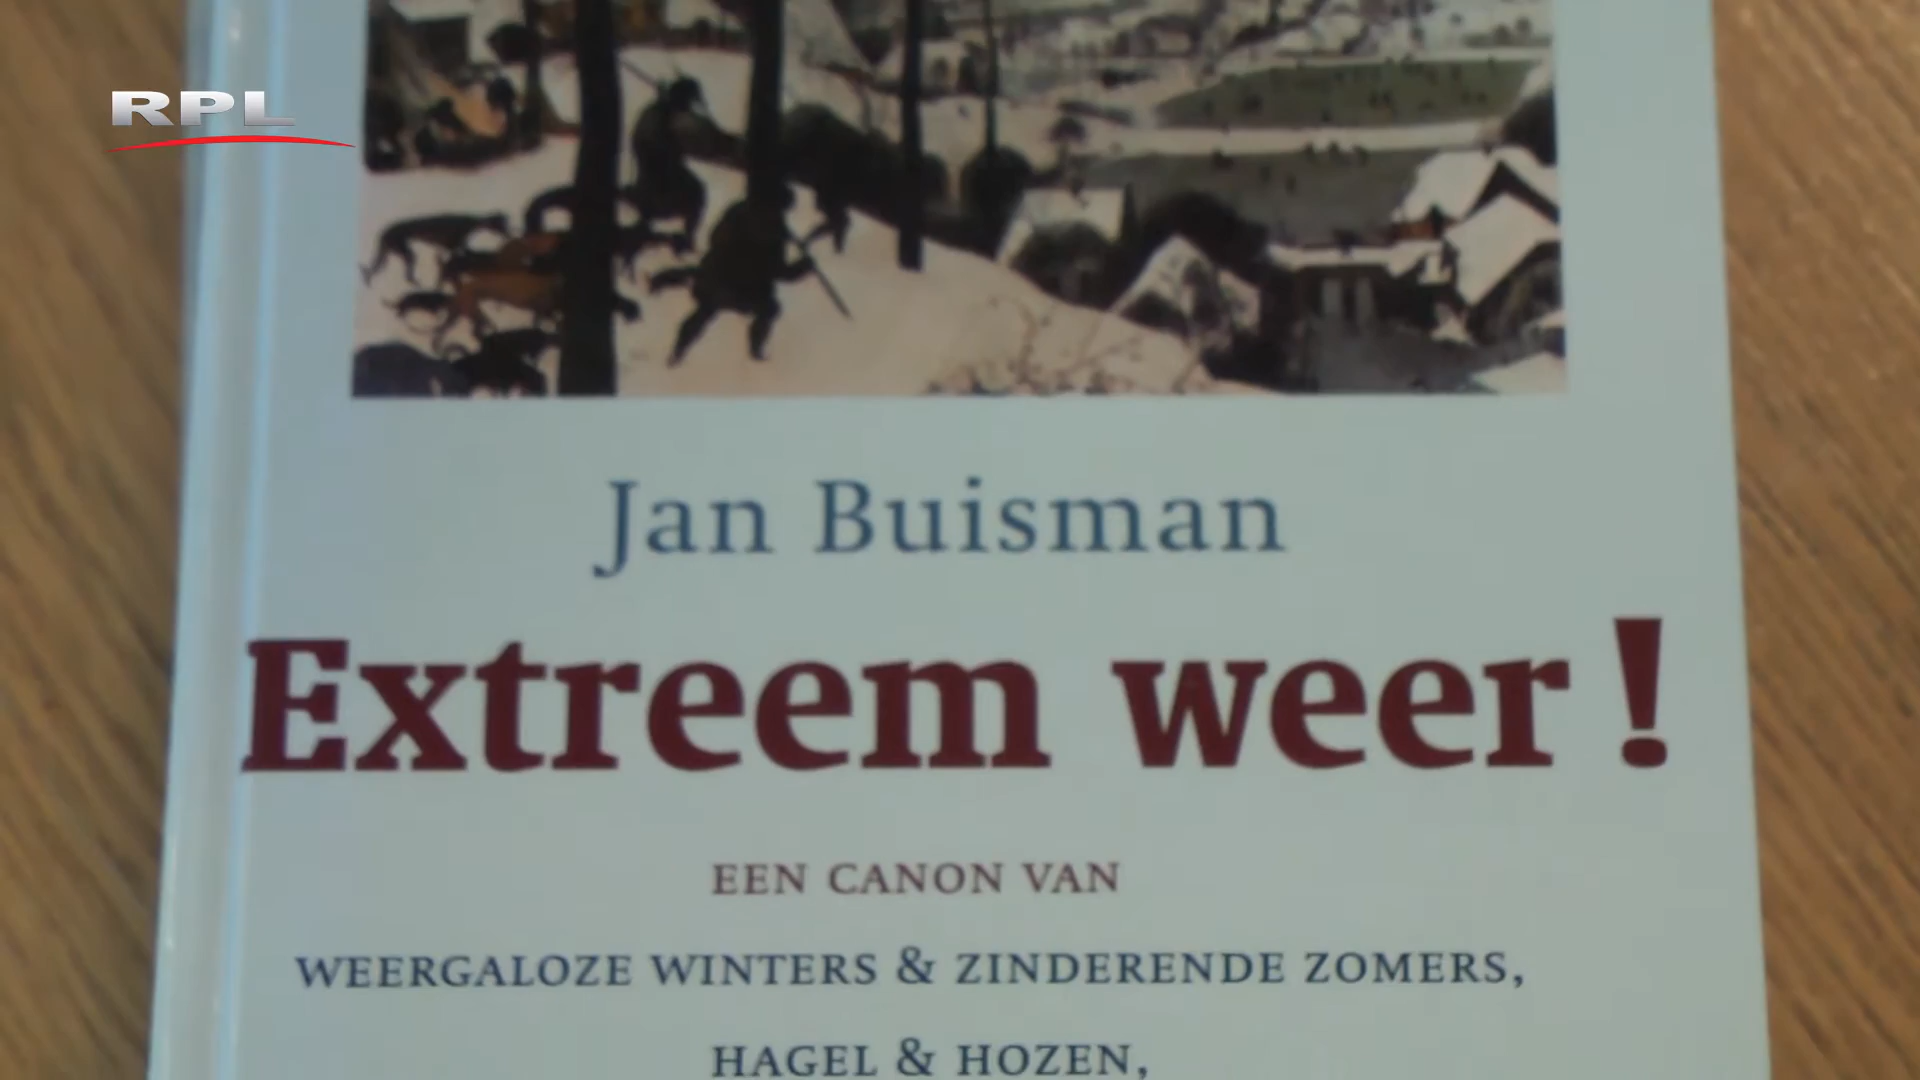 RPL
Jan Buisman
Extreem weer!
EEN CANON VAN
WEERGALOZE WINTERS & ZINDERENDE ZOMERS,
HAGEL & HOZEN,